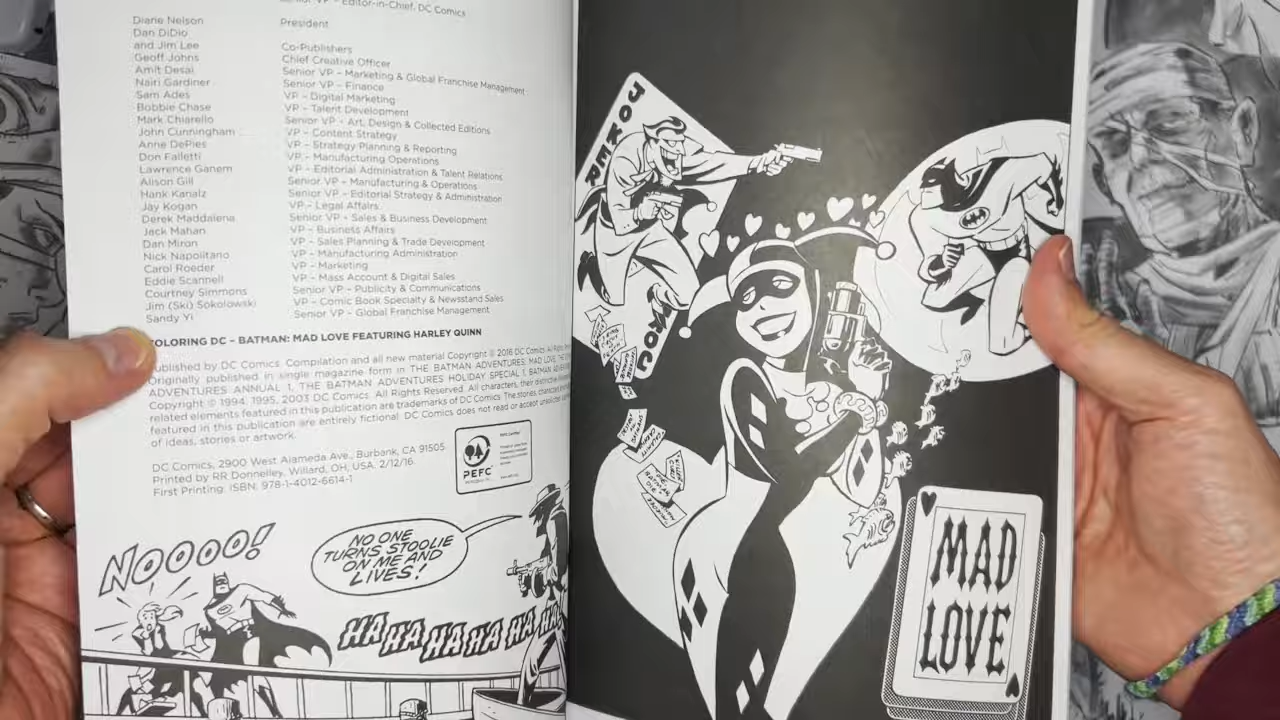 Senior VP – Editor-in-Chief, DC Comics
Diane Nelson President
Dan DiDio
and Jim Lee Co-Publishers
Geoff Johns Chief Creative Officer
Amit Desai Senior VP – Marketing & Global Franchise Management
Nairi Gardiner Senior VP – Finance
Sam Ades VP – Digital Marketing
Bobbie Chase VP – Talent Development
Mark Chiarello Senior VP – Art, Design & Collected Editions
John Cunningham VP – Content Strategy
Anne DePies VP – Strategy Planning & Reporting
Don Falletti VP – Manufacturing Operations
Lawrence Ganem VP – Editorial Administration & Talent Relations
Alison Gill Senior VP – Manufacturing & Operations
Hank Kanalz Senior VP – Editorial Strategy & Administration
Jay Kogan VP – Legal Affairs
Derek Maddalena Senior VP – Sales & Business Development
Jack Mahan VP – Business Affairs
Dan Miron VP – Sales Planning & Trade Development
Nick Napolitano VP – Manufacturing Administration
Carol Roeder VP – Marketing
Eddie Scannell VP – Mass Account & Digital Sales
Courtney Simmons Senior VP – Publicity & Communications
Jim (Ski) Sokolowski VP – Comic Book Specialty & Newsstand Sales
Sandy Yi Senior VP – Global Franchise Management
COLORING DC – BATMAN: MAD LOVE FEATURING HARLEY QUINN
Published by DC Comics. Compilation and all new material Copyright © 2016 DC Comics. All Rights
Originally published in single magazine form in THE BATMAN ADVENTURES: MAD LOVE, THE
ADVENTURES ANNUAL 1, THE BATMAN ADVENTURES HOLIDAY SPECIAL 1, BATMAN
Copyright © 1994, 1995, 2003 DC Comics. All Rights Reserved. All characters, their distinctive
related elements featured in this publication are trademarks of DC Comics. The stories, characters
featured in this publication are entirely fictional. DC Comics does not read or accept unsolicited
of ideas, stories or artwork.
DC Comics, 2900 West Alameda Ave., Burbank, CA 91505
Printed by RR Donnelley, Willard, OH, USA. 2/12/16.
First Printing. ISBN: 978-1-4012-6614-1
PEFC
NOOOO!
NO ONE
TURNS STOOLIE
ON ME AND
LIVES!
HA HA HA HA HA HA
JOKER
MAD
LOVE